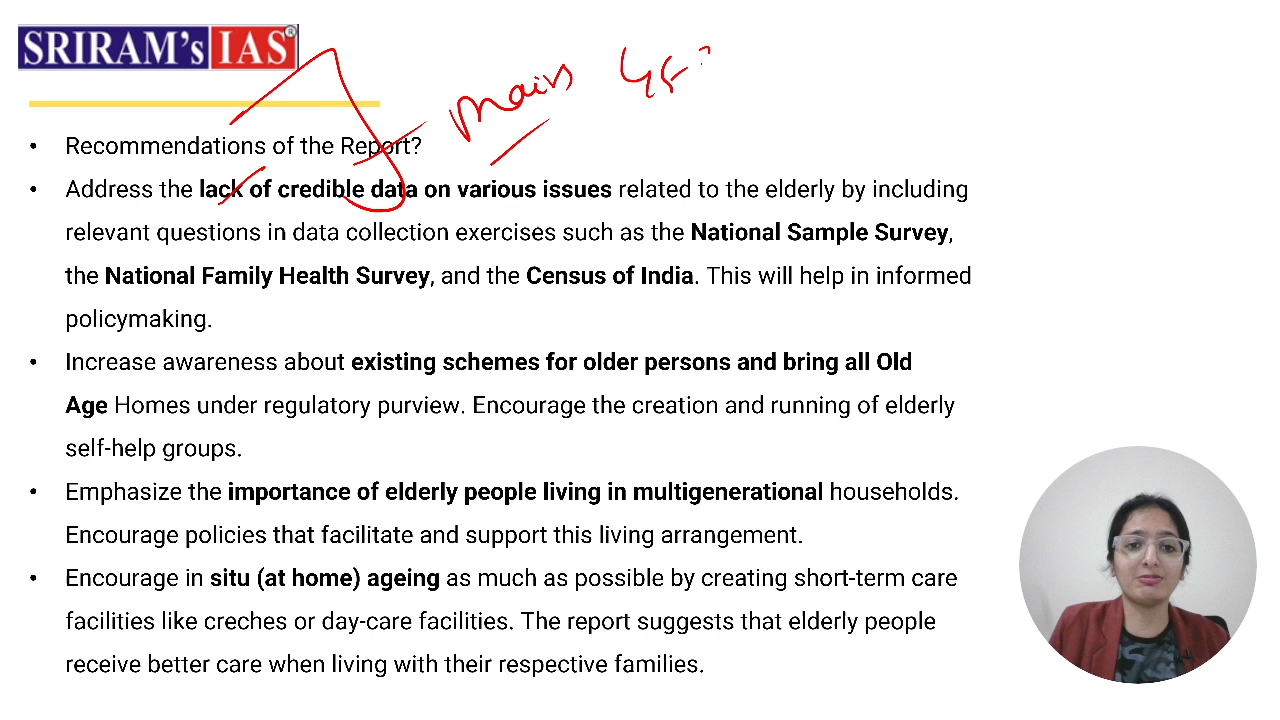 SRIRAM's IAS®
mains
• Recommendations of the Report?
• Address the lack of credible data on various issues related to the elderly by including
relevant questions in data collection exercises such as the National Sample Survey,
the National Family Health Survey, and the Census of India. This will help in informed
policymaking.
• Increase awareness about existing schemes for older persons and bring all Old
Age Homes under regulatory purview. Encourage the creation and running of elderly
self-help groups.
• Emphasize the importance of elderly people living in multigenerational households.
Encourage policies that facilitate and support this living arrangement.
• Encourage in situ (at home) ageing as much as possible by creating short-term care
facilities like creches or day-care facilities. The report suggests that elderly people
receive better care when living with their respective families.